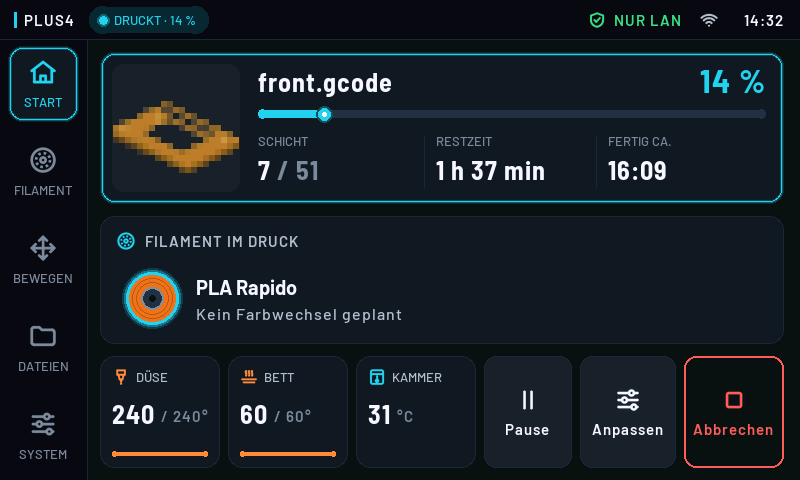 PLUS4
DRUCKT · 14 %
NUR LAN
14:32
START
FILAMENT
BEWEGEN
DATEIEN
SYSTEM
front.gcode
14 %
SCHICHT
7 / 51
RESTZEIT
1 h 37 min
FERTIG CA.
16:09
FILAMENT IM DRUCK
PLA Rapido
Kein Farbwechsel geplant
DÜSE
240 / 240°
BETT
60 / 60°
KAMMER
31 °C
Pause
Anpassen
Abbrechen